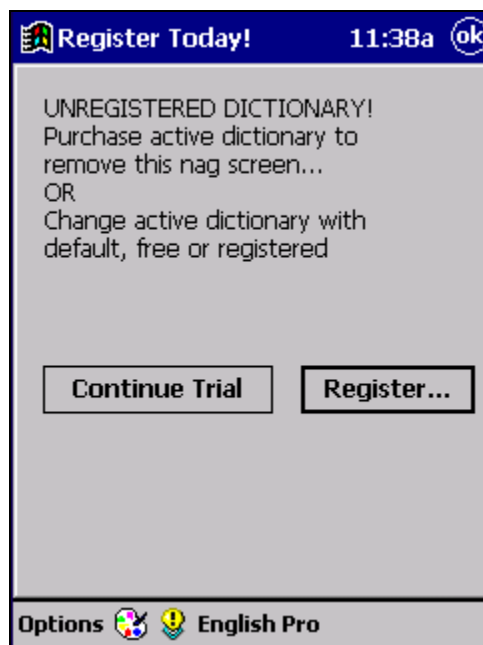 Register Today! 11:38a ok
UNREGISTERED DICTIONARY!
Purchase active dictionary to
remove this nag screen...
OR
Change active dictionary with
default, free or registered
Continue Trial Register...
Options English Pro